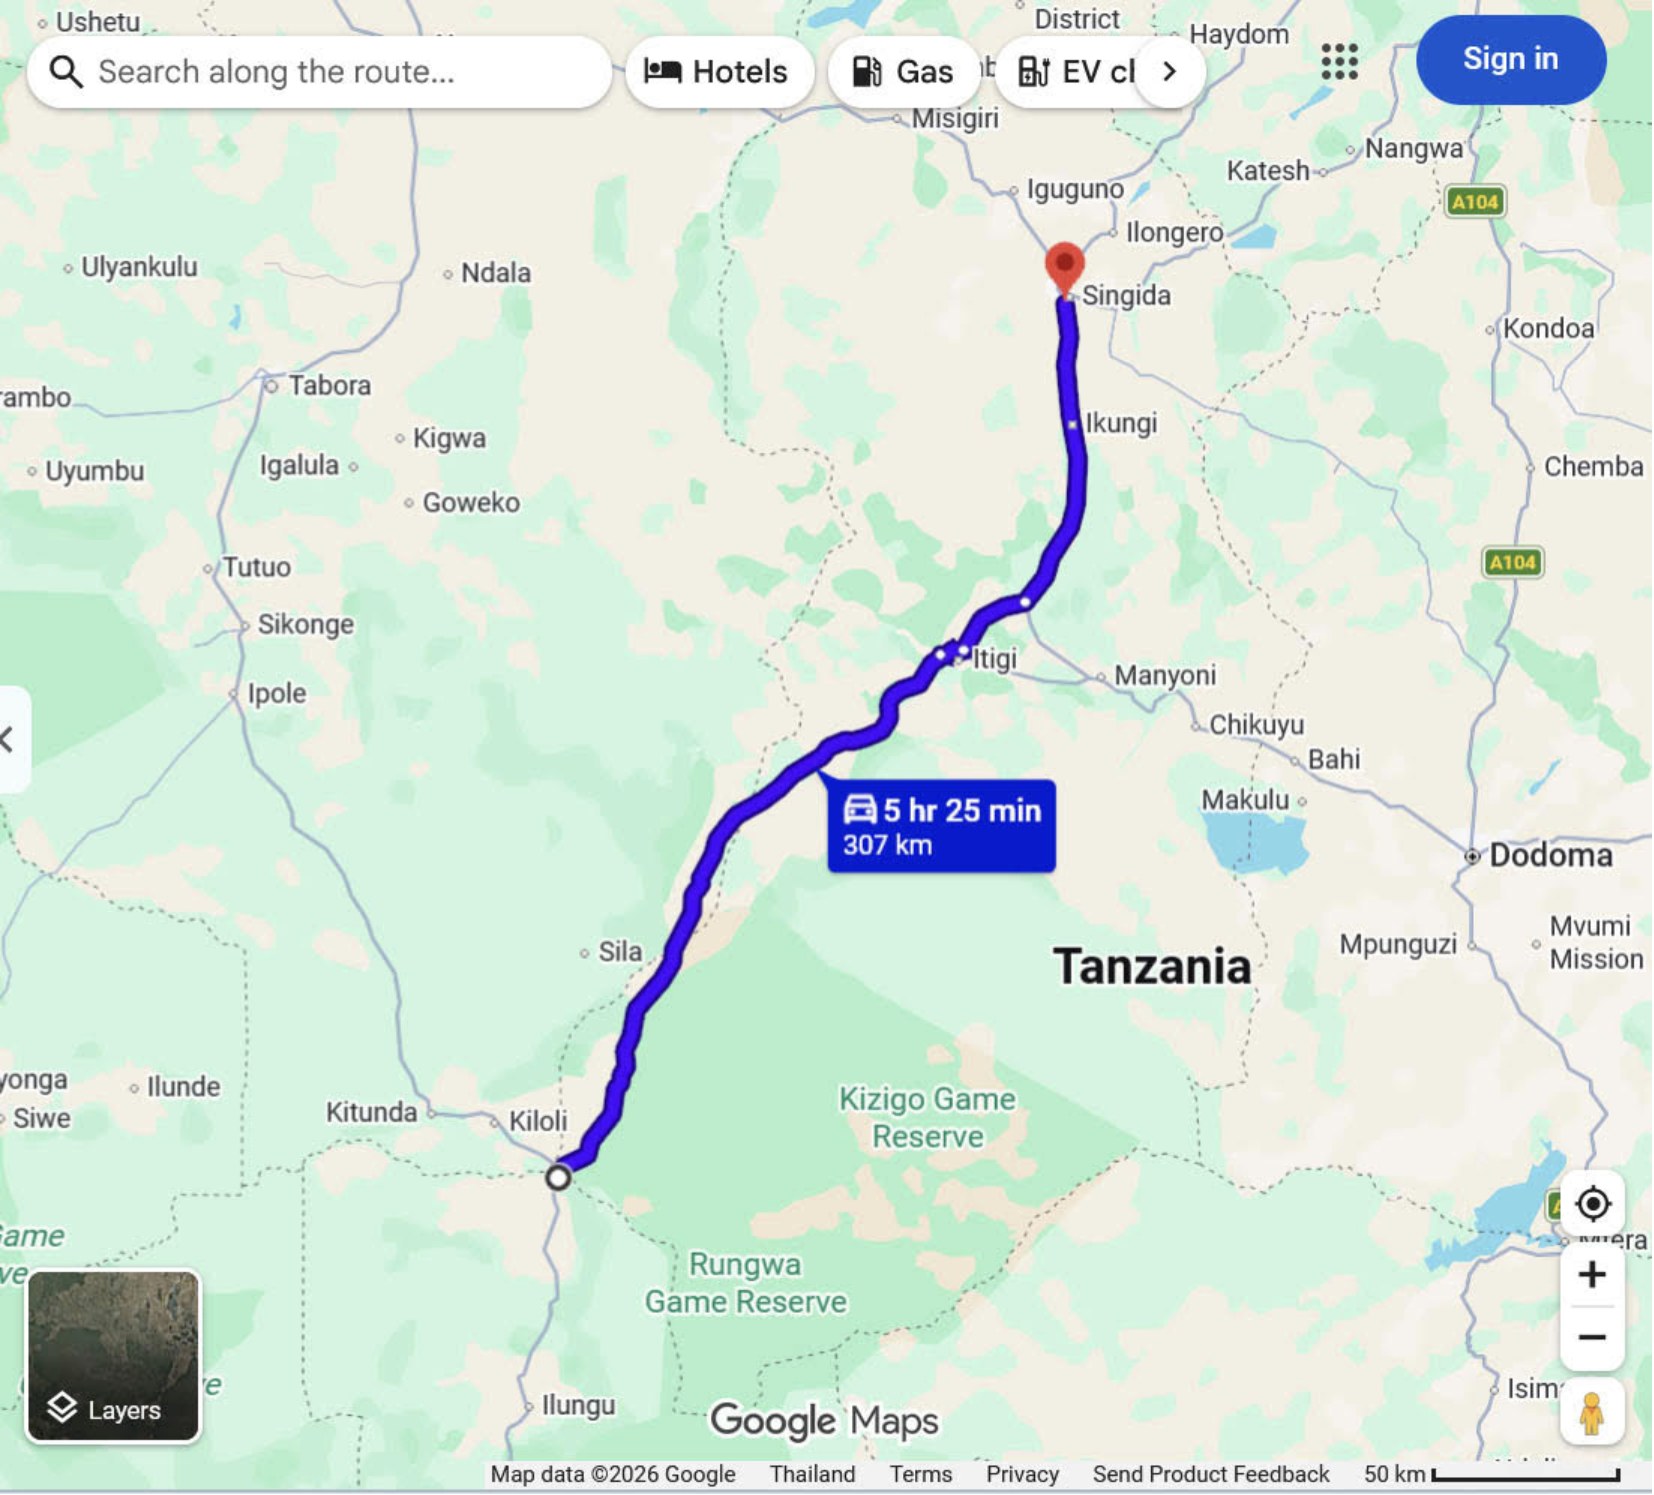 Ushetu
District
Haydom
Search along the route...
Hotels
Gas
EV cl
Sign in
Misigiri
Nangwa
Katesh
Iguguno
A104
Ilongero
Ulyankulu
Ndala
Singida
Kondoa
Tabora
rambo
Kigwa
Ikungi
Igalula
Uyumbu
Chemba
Goweko
A104
Tutuo
Sikonge
Itigi
Manyoni
Ipole
Chikuyu
Bahi
Makulu
5 hr 25 min
307 km
Dodoma
Mvumi
Mission
Mpunguzi
Sila
Tanzania
yonga
Ilunde
Siwe
Kitunda
Kiloli
Kizigo Game
Reserve
ame
ve
Rungwa
Game Reserve
Layers
Ilungu
Isim
Google Maps
Map data ©2026 Google
Thailand
Terms
Privacy
Send Product Feedback
50 km